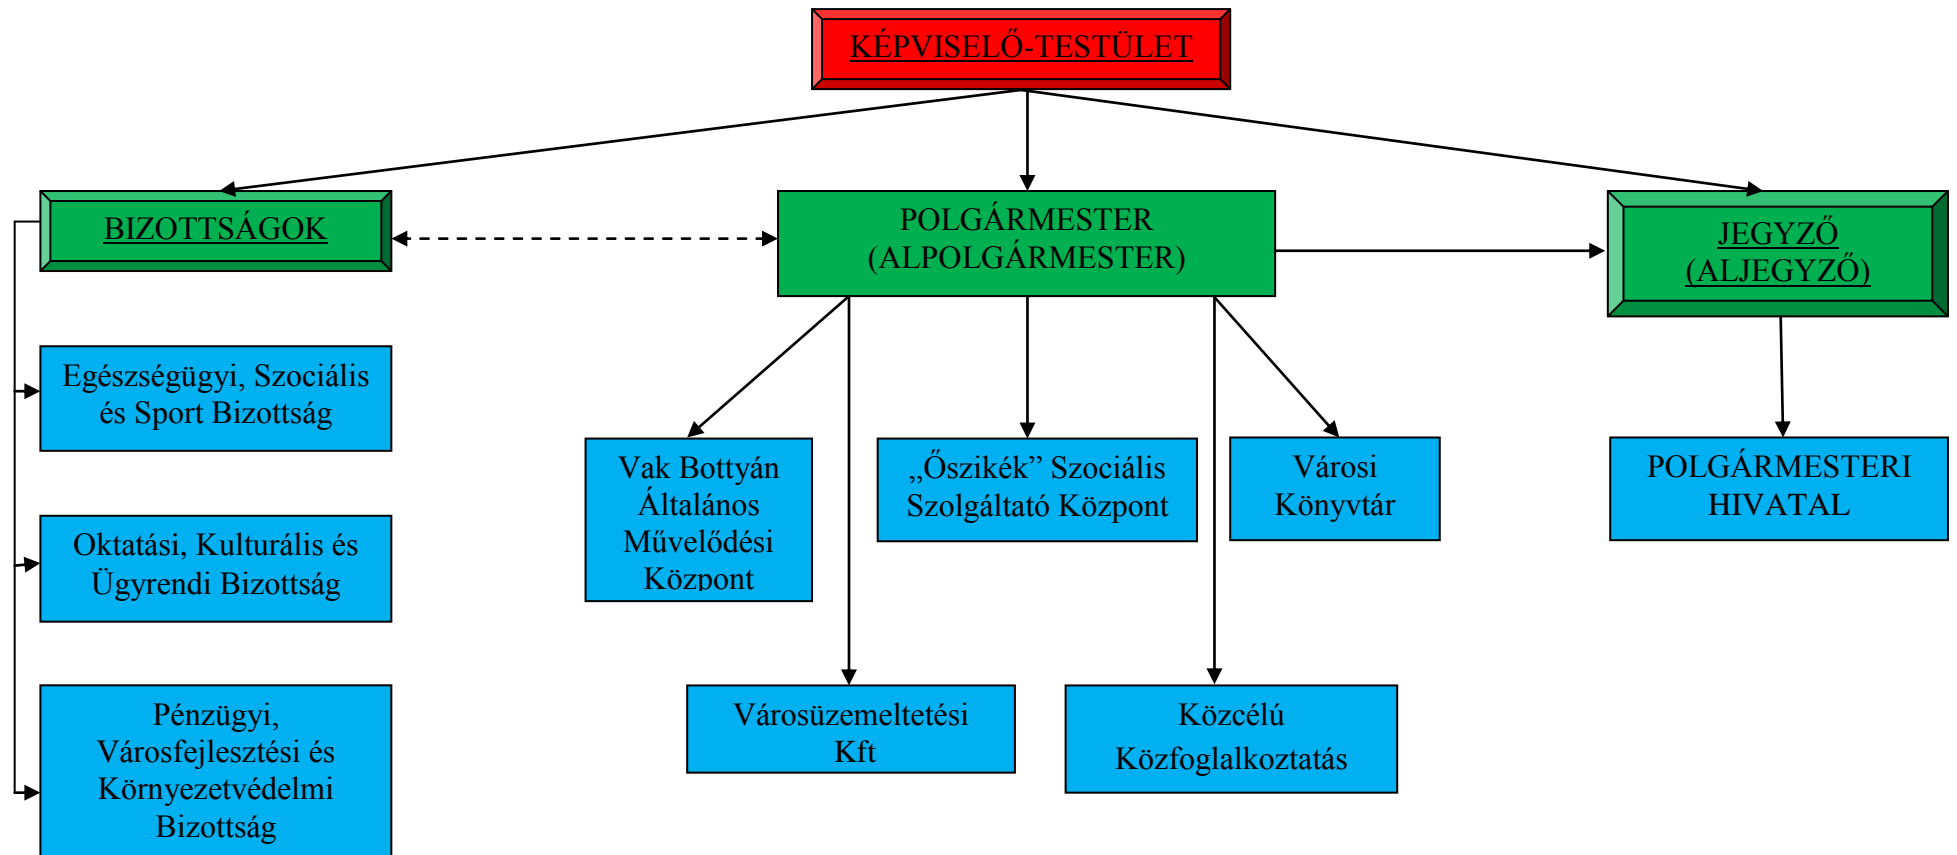 KÉPVISELŐ-TESTÜLET
BIZOTTSÁGOK
POLGÁRMESTER
(ALPOLGÁRMESTER)
JEGYZŐ
(ALJEGYZŐ)
Egészségügyi, Szociális
és Sport Bizottság
Oktatási, Kulturális és
Ügyrendi Bizottság
Pénzügyi,
Városfejlesztési és
Környezetvédelmi
Bizottság
Vak Bottyán
Általános
Művelődési
Központ
„Őszikék” Szociális
Szolgáltató Központ
Városi
Könyvtár
POLGÁRMESTERI
HIVATAL
Városüzemeltetési
Kft
Közcélú
Közfoglalkoztatás